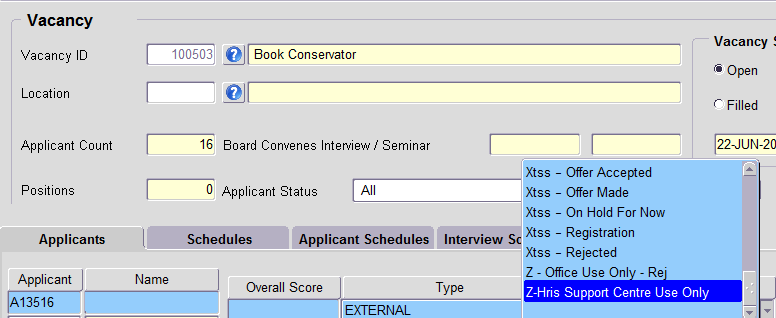 Vacancy
Vacancy ID 100503 ? Book Conservator
Vacancy S
Open
Location ?
Filled
Applicant Count 16 Board Convenes Interview / Seminar
22-JUN-20
Positions 0 Applicant Status All
Xtss – Offer Accepted
Xtss – Offer Made
Xtss – On Hold For Now
Xtss – Registration
Xtss – Rejected
Z - Office Use Only - Rej
Z-Hris Support Centre Use Only
Applicants Schedules Applicant Schedules Interview Sc
Applicant Name Overall Score Type
A13516 EXTERNAL